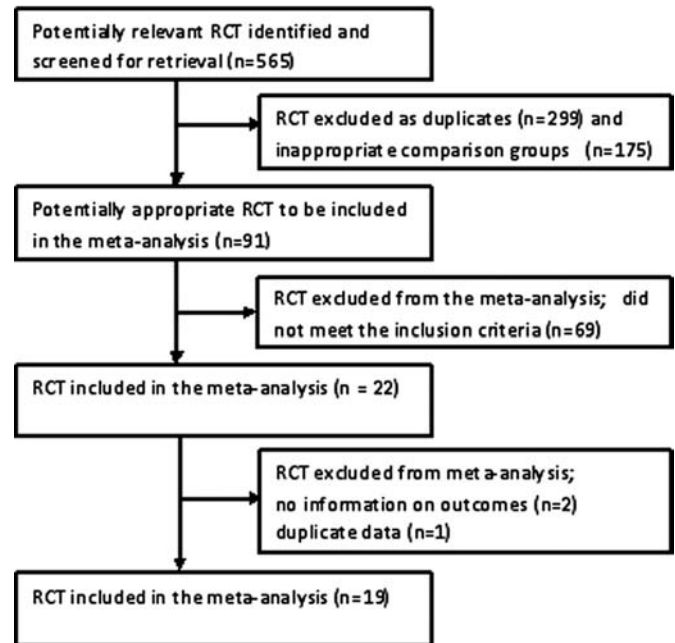 Potentially relevant RCT identified and
screened for retrieval (n=565)
RCT excluded as duplicates (n=299) and
inappropriate comparison groups (n=175)
Potentially appropriate RCT to be included
in the meta-analysis (n=91)
RCT excluded from the meta-analysis; did
not meet the inclusion criteria (n=69)
RCT included in the meta-analysis (n = 22)
RCT excluded from meta-analysis;
no information on outcomes (n=2)
duplicate data (n=1)
RCT included in the meta-analysis (n=19)